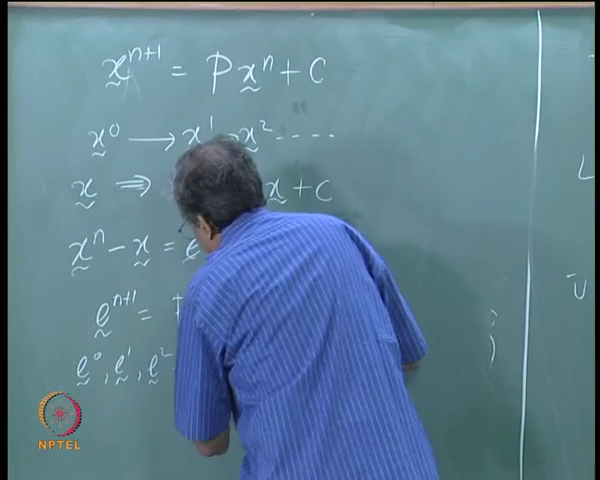 x^{n+1} = P x^n + C
x^0 → x^1 → x^2 ----
x ⟹ x + C
x^n - x = e
e^{n+1} =
e^0, e^1, e^2
NPTEL